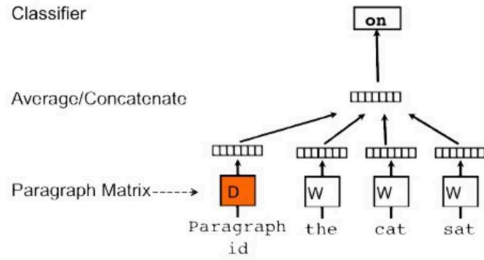 Classifier
on
Average/Concatenate
Paragraph Matrix
D W W W
Paragraph the cat sat
id